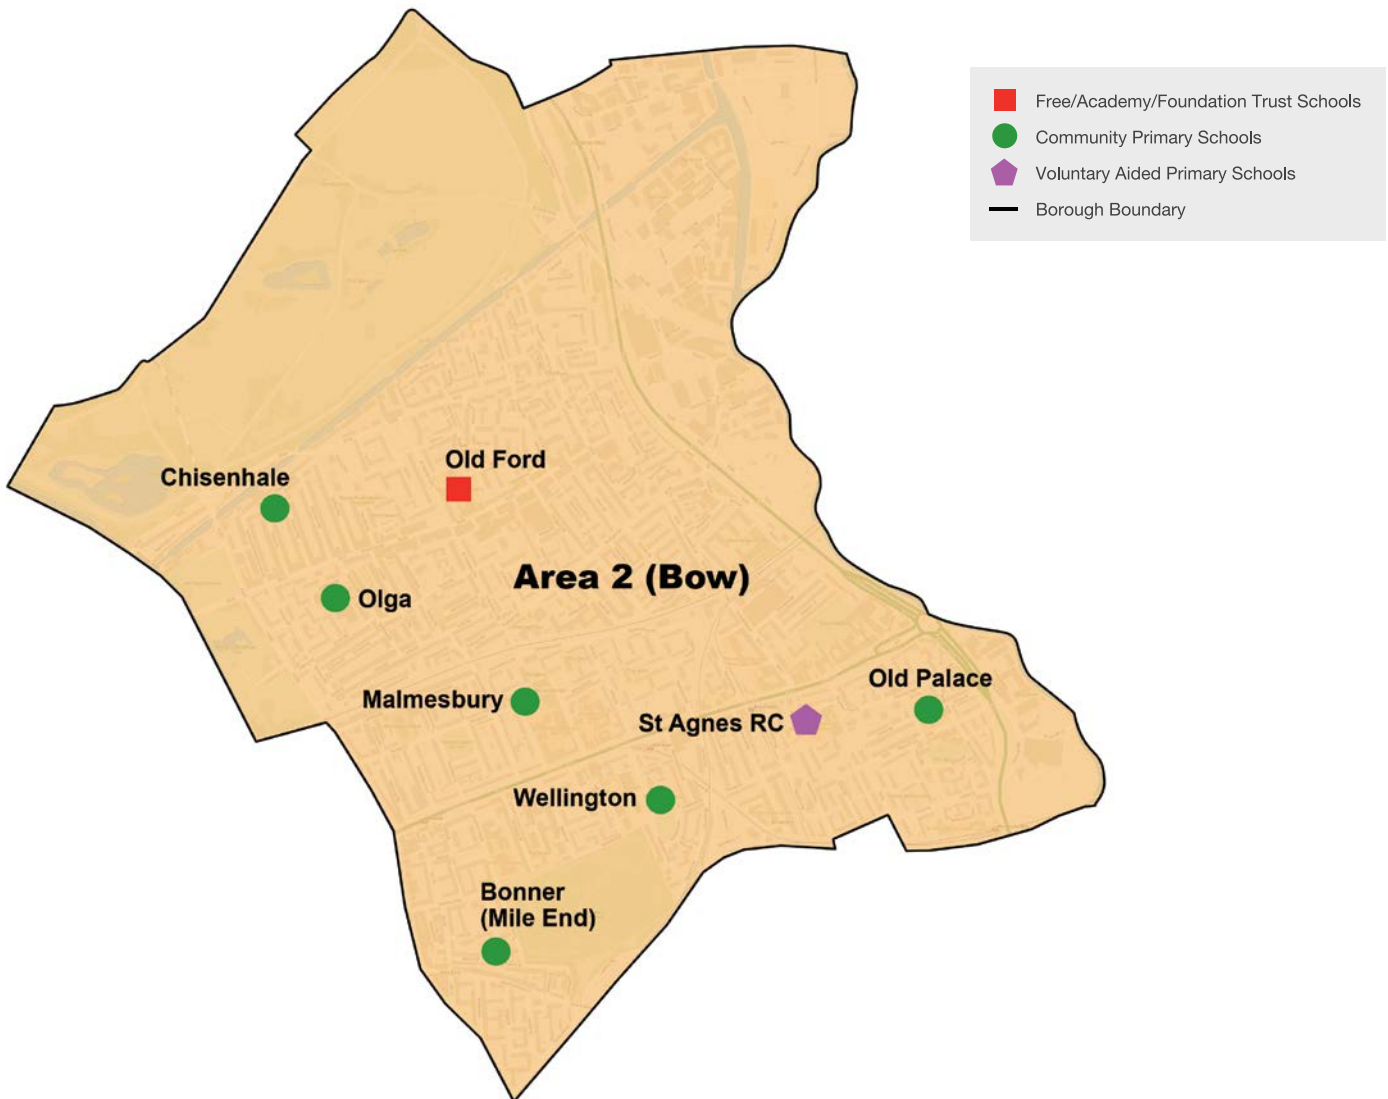 Free/Academy/Foundation Trust Schools
Community Primary Schools
Voluntary Aided Primary Schools
Borough Boundary
Old Ford
Chisenhale
Area 2 (Bow)
Olga
Old Palace
Malmesbury
St Agnes RC
Wellington
Bonner
(Mile End)